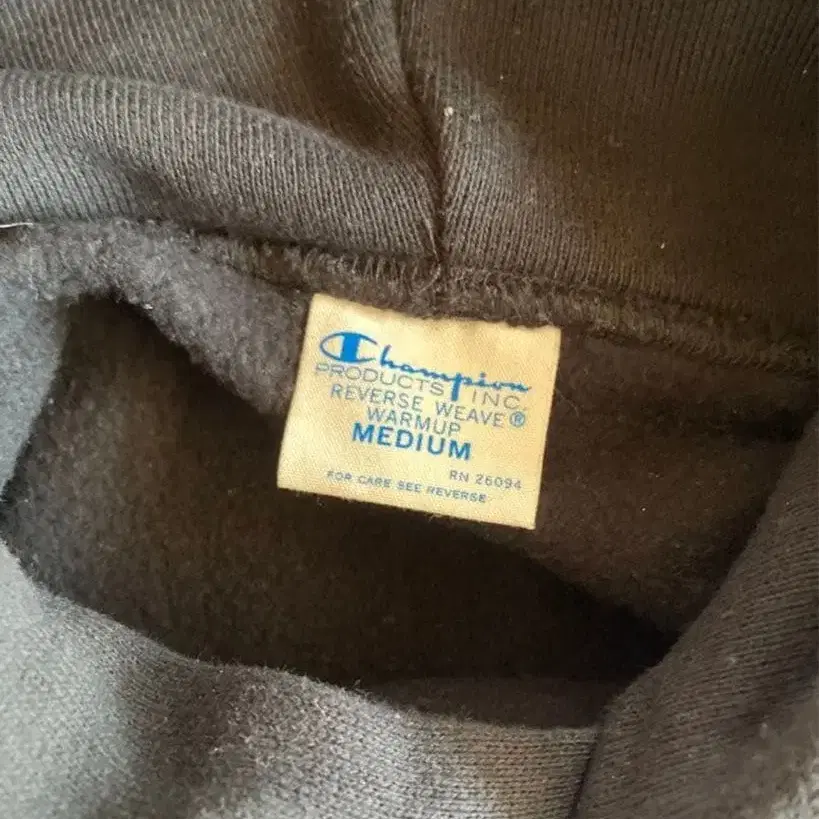 Champion
PRODUCTS INC.
REVERSE WEAVE®
WARMUP
MEDIUM
RN 26094
FOR CARE SEE REVERSE